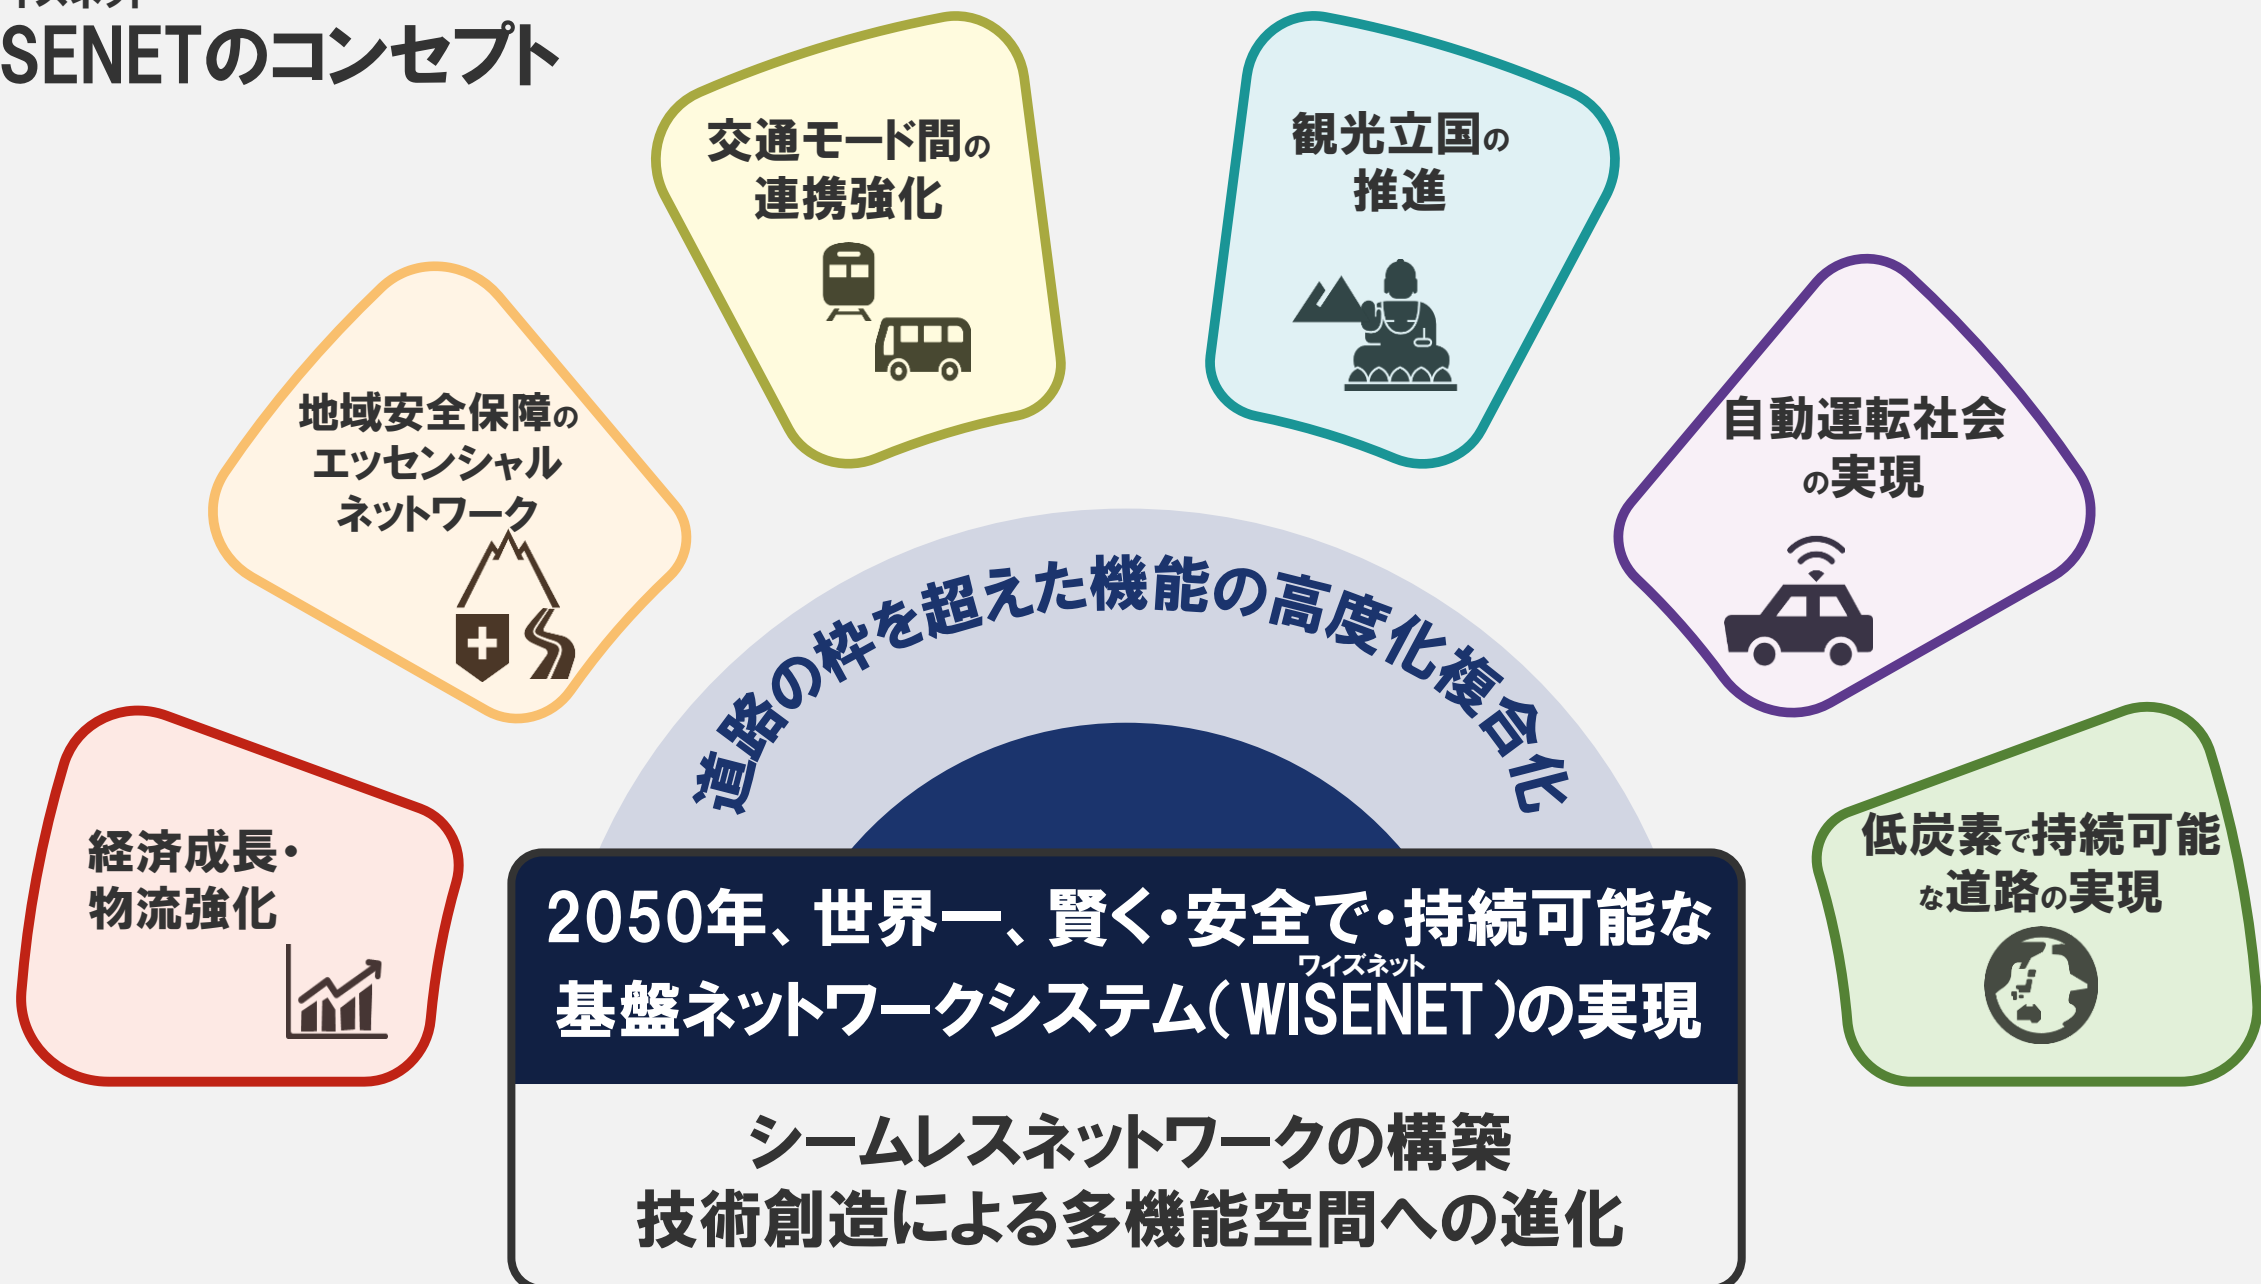 SENETのコンセプト
交通モード間の
連携強化
観光立国の
推進
地域安全保障の
エッセンシャル
ネットワーク
自動運転社会
の実現
経済成長・
物流強化
低炭素で持続可能
な道路の実現
道路の枠を超えた機能の高度化複合化
2050年、世界一、賢く・安全で・持続可能な
ワイズネット
基盤ネットワークシステム(WISENET)の実現
シームレスネットワークの構築
技術創造による多機能空間への進化